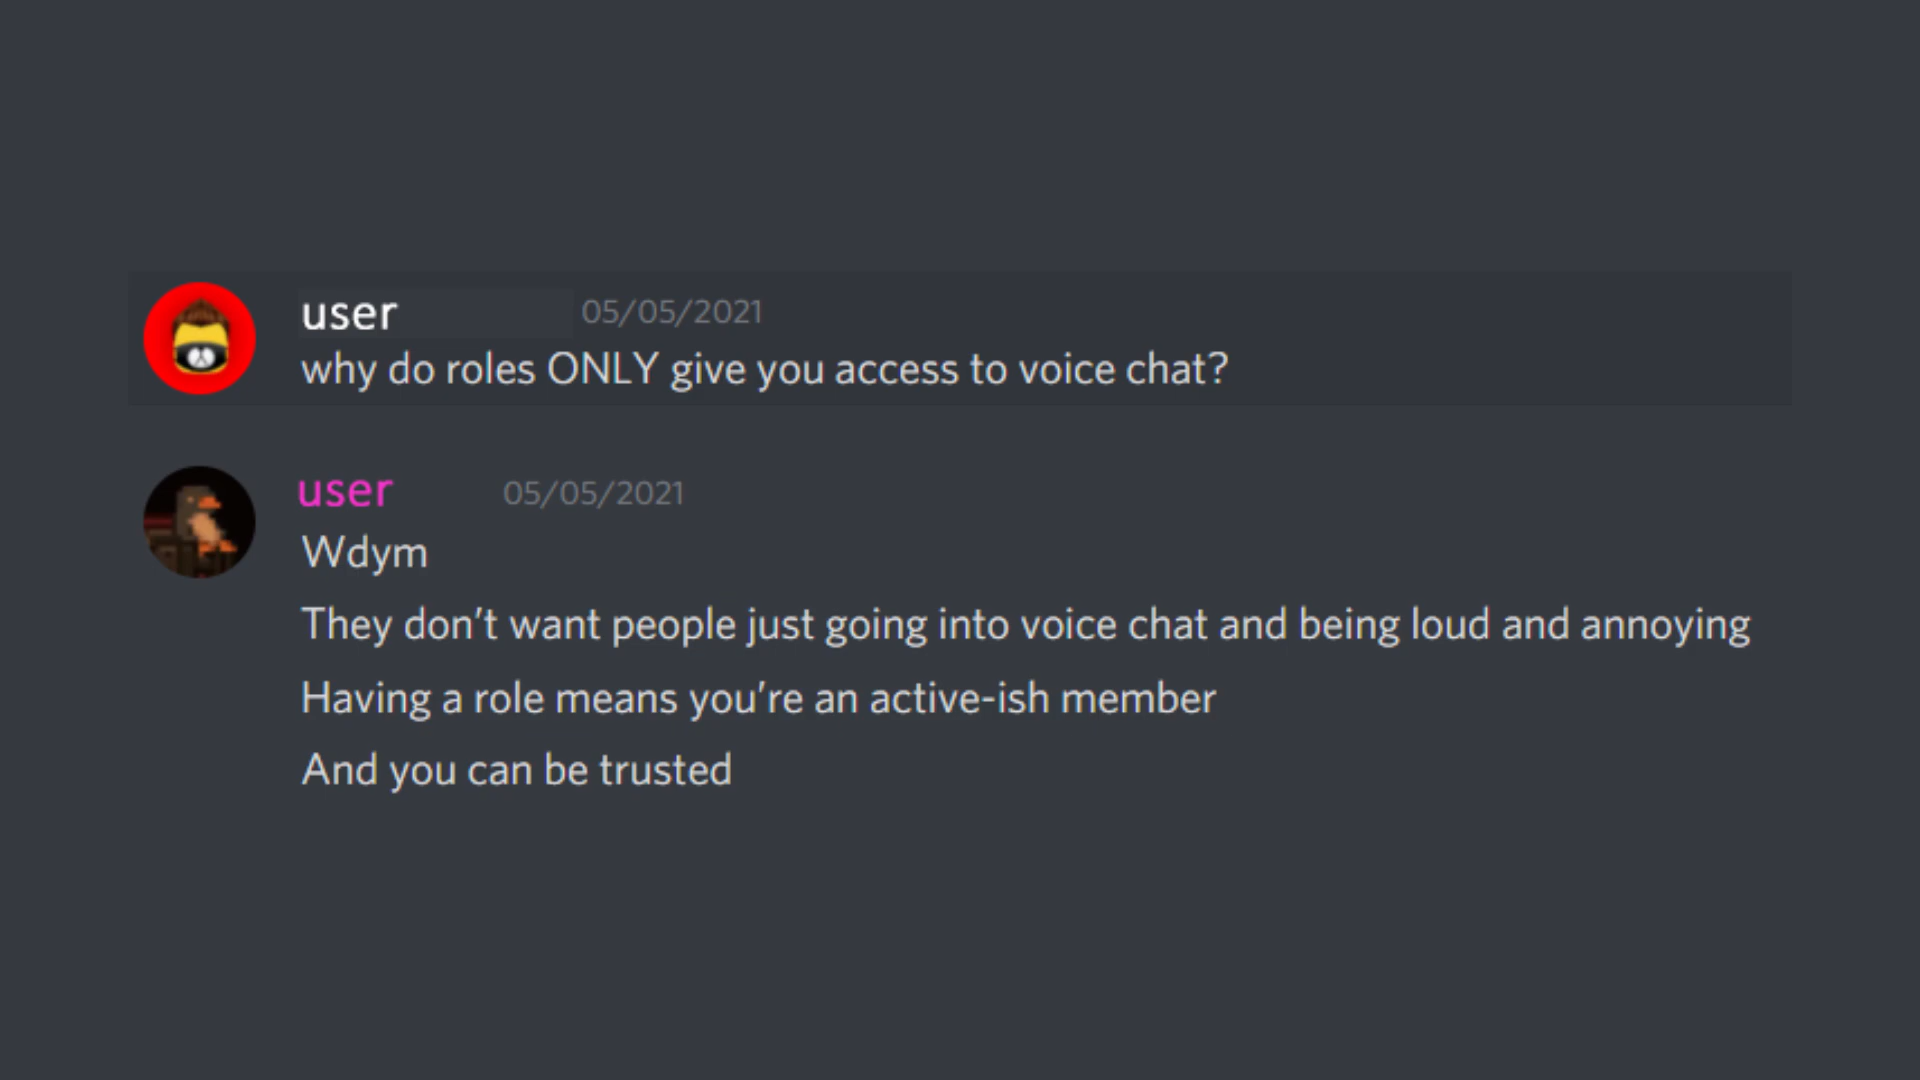 user 05/05/2021
why do roles ONLY give you access to voice chat?
user 05/05/2021
Wdym
They don't want people just going into voice chat and being loud and annoying
Having a role means you're an active-ish member
And you can be trusted